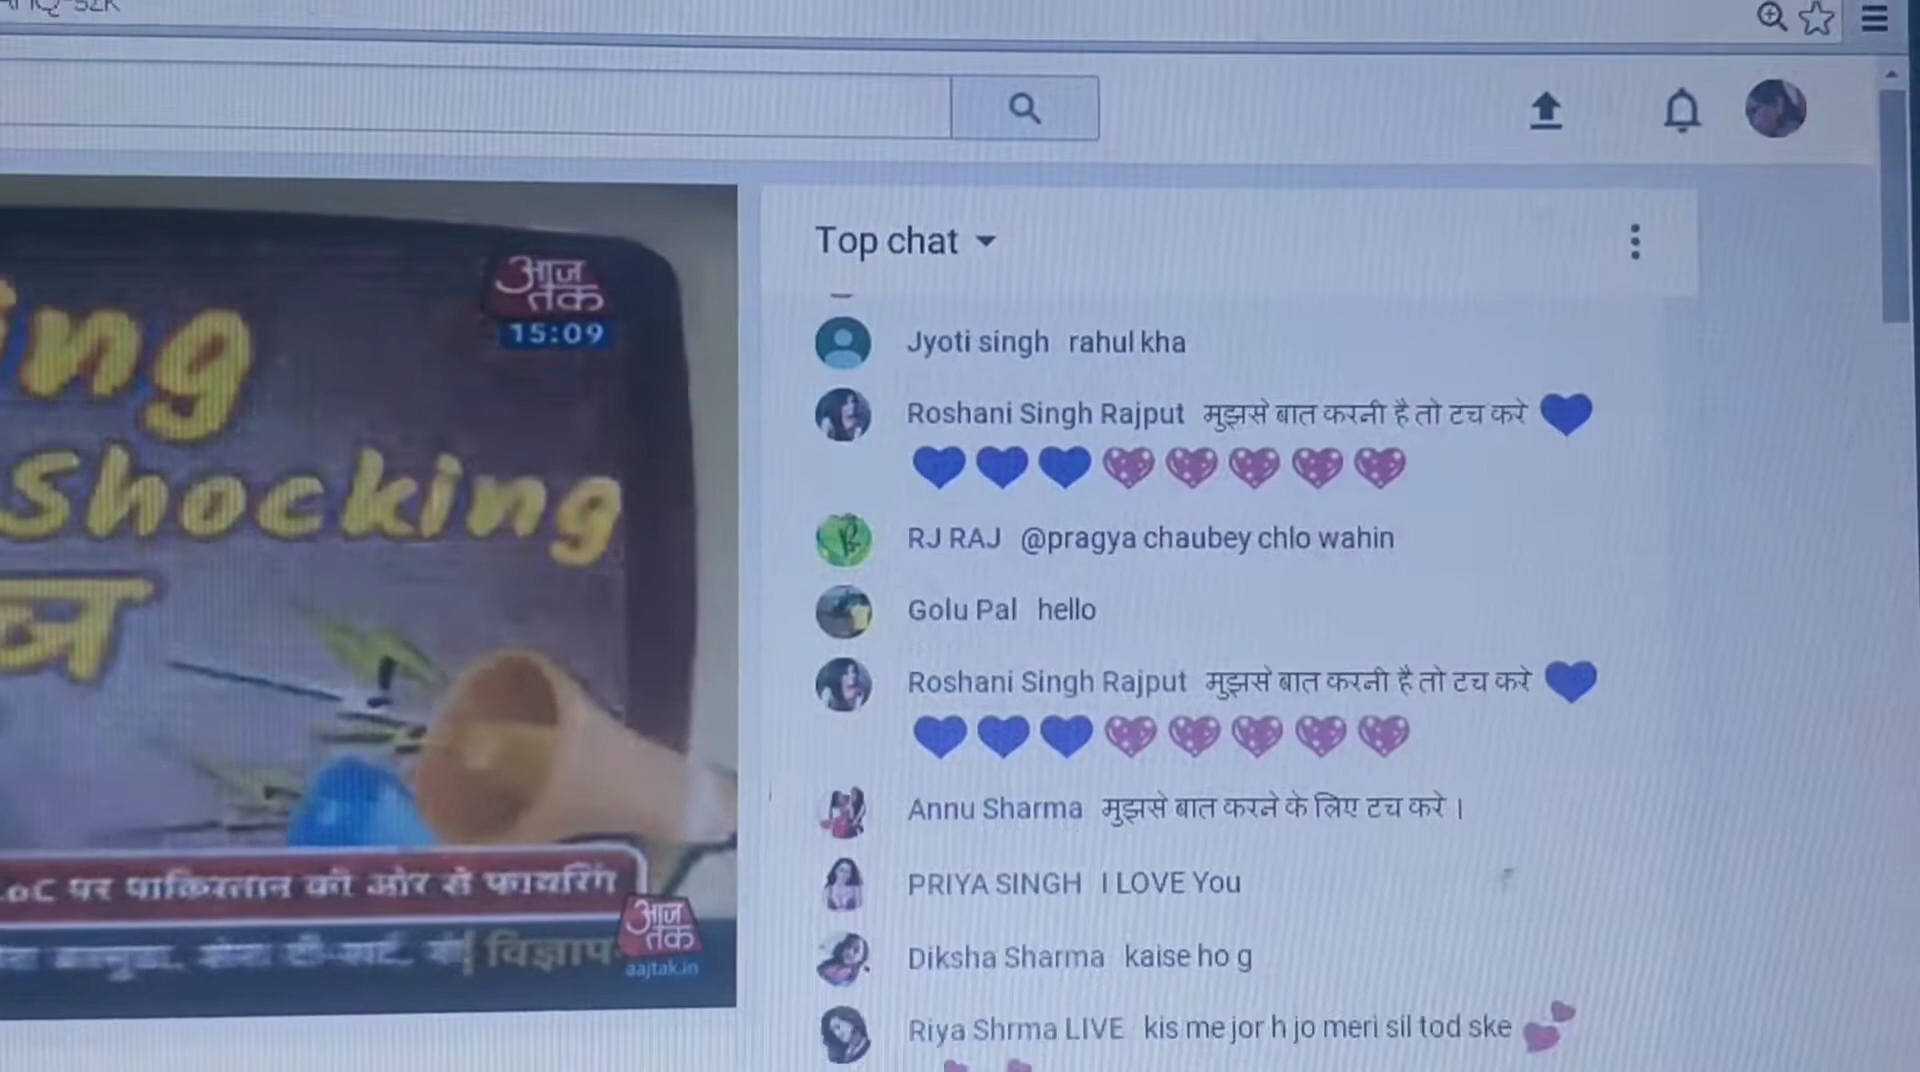 ing
Shocking
आज
तक
15:09
LoC पर पाकिस्तान की ओर से फायरिंग
विज्ञाप
आज
तक
aajtak.in
Top chat
Jyoti singh rahul kha
Roshani Singh Rajput मुझसे बात करनी है तो टच करे 💙
💙💙💙💖💖💖💖💖
RJ RAJ @pragya chaubey chlo wahin
Golu Pal hello
Roshani Singh Rajput मुझसे बात करनी है तो टच करे 💙
💙💙💙💖💖💖💖💖
Annu Sharma मुझसे बात करने के लिए टच करे ।
PRIYA SINGH I LOVE You
Diksha Sharma kaise ho g
Riya Shrma LIVE kis me jor h jo meri sil tod ske 💕